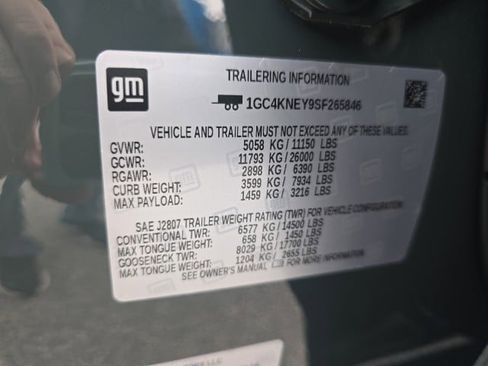 gm
TRAILERING INFORMATION
1GC4KNEY9SF265846
VEHICLE AND TRAILER MUST NOT EXCEED ANY OF THESE VALUES.
GVWR: 5058 KG / 11150 LBS
GCWR: 11793 KG / 26000 LBS
RGAWR: 2898 KG / 6390 LBS
CURB WEIGHT: 3599 KG / 7934 LBS
MAX PAYLOAD: 1459 KG / 3216 LBS
SAE J2807 TRAILER WEIGHT RATING (TWR) FOR VEHICLE CONFIGURATION
CONVENTIONAL TWR: 6577 KG / 14500 LBS
MAX TONGUE WEIGHT: 658 KG / 1450 LBS
GOOSENECK TWR: 8029 KG / 17700 LBS
MAX TONGUE WEIGHT: 1204 KG / 2655 LBS
SEE OWNER'S MANUAL FOR MORE INFORMATION.